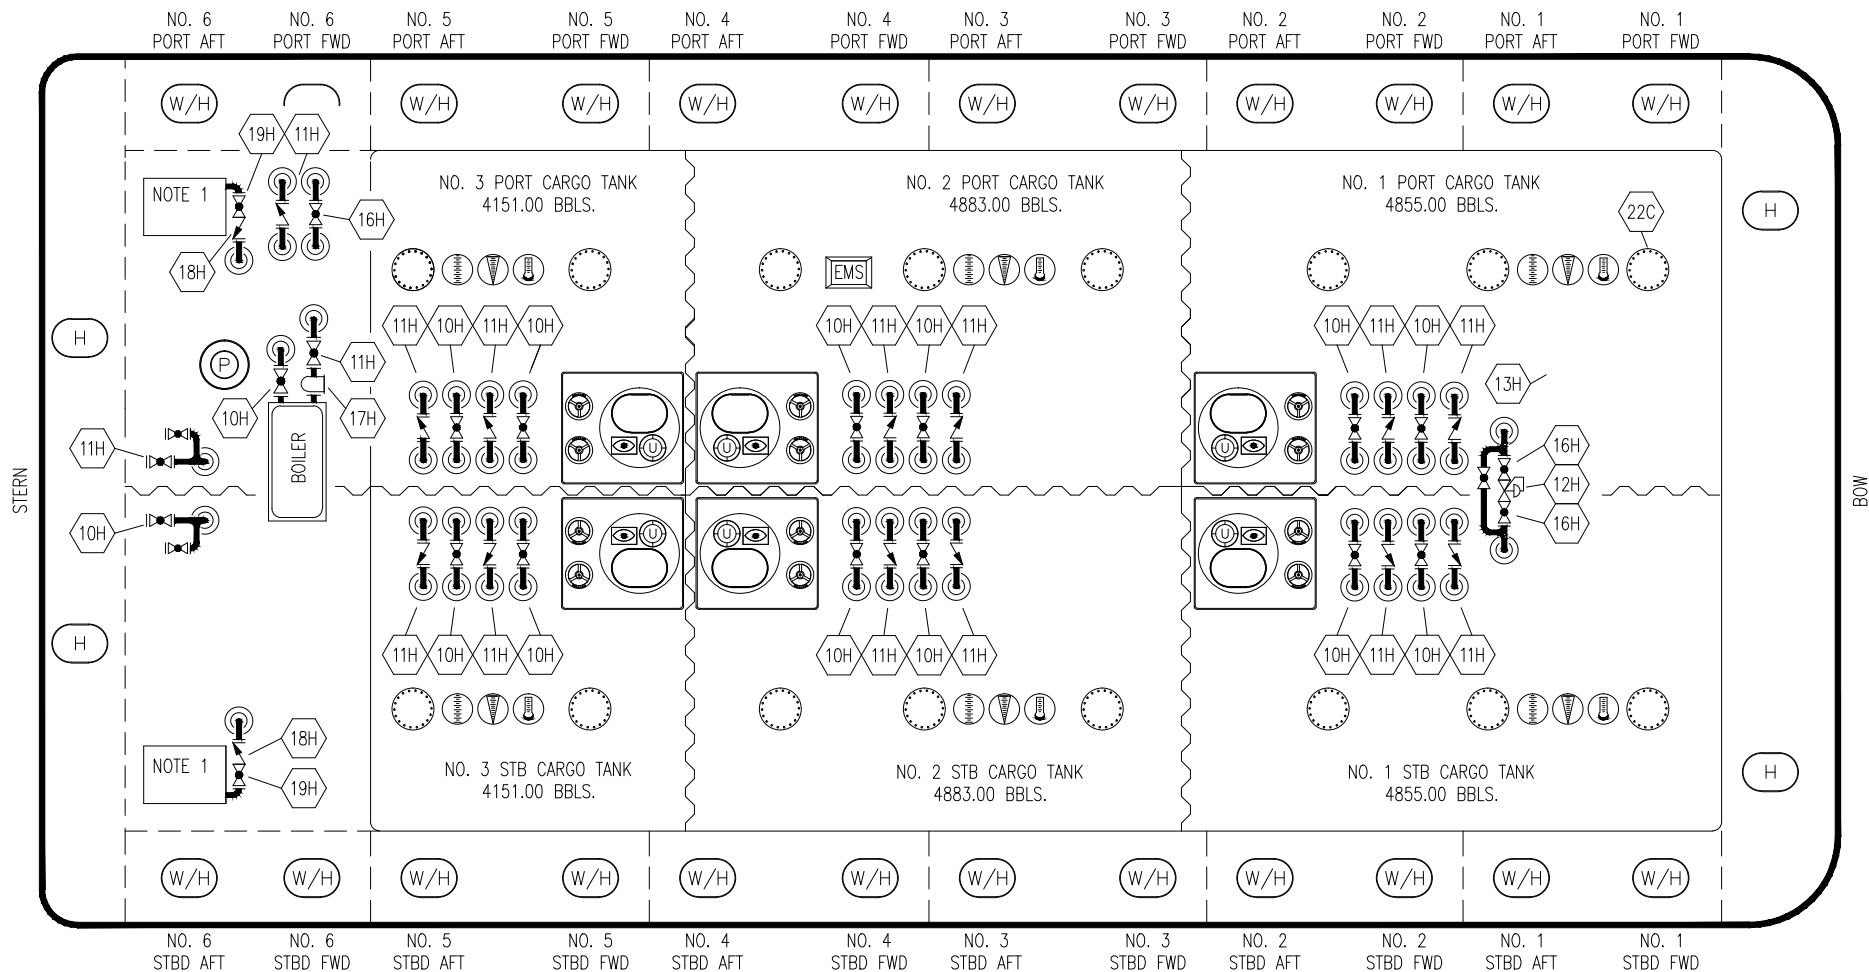 NO. 6 NO. 6 NO. 5 NO. 5 NO. 4 NO. 4 NO. 3 NO. 3 NO. 2 NO. 2 NO. 1 NO. 1
PORT AFT PORT FWD PORT AFT PORT FWD PORT AFT PORT FWD PORT AFT PORT FWD PORT AFT PORT FWD PORT AFT PORT FWD
W/H W/H W/H W/H W/H W/H W/H W/H W/H W/H W/H
19H 11H
NO. 3 PORT CARGO TANK NO. 2 PORT CARGO TANK NO. 1 PORT CARGO TANK
NOTE 1
4151.00 BBLS. 4883.00 BBLS. 4855.00 BBLS.
16H 22C H
18H EMS
11H 10H 11H 10H 10H 11H 10H 11H 10H 11H 10H 11H
H
P 11H
13H
10H 17H
11H U U U 16H
BOILER
STERN
12H
BOW
10H U U U 16H
H
11H 10H 11H 10H 10H 11H 10H 11H 10H 11H 10H 11H
18H
NOTE 1
NO. 3 STB CARGO TANK NO. 2 STB CARGO TANK NO. 1 STB CARGO TANK
H
19H
4151.00 BBLS. 4883.00 BBLS. 4855.00 BBLS.
W/H W/H W/H W/H W/H W/H W/H W/H W/H W/H W/H W/H
NO. 6 NO. 6 NO. 5 NO. 5 NO. 4 NO. 4 NO. 3 NO. 3 NO. 2 NO. 2 NO. 1 NO. 1
STBD AFT STBD FWD STBD AFT STBD FWD STBD AFT STBD FWD STBD AFT STBD FWD STBD AFT STBD FWD STBD AFT STBD FWD